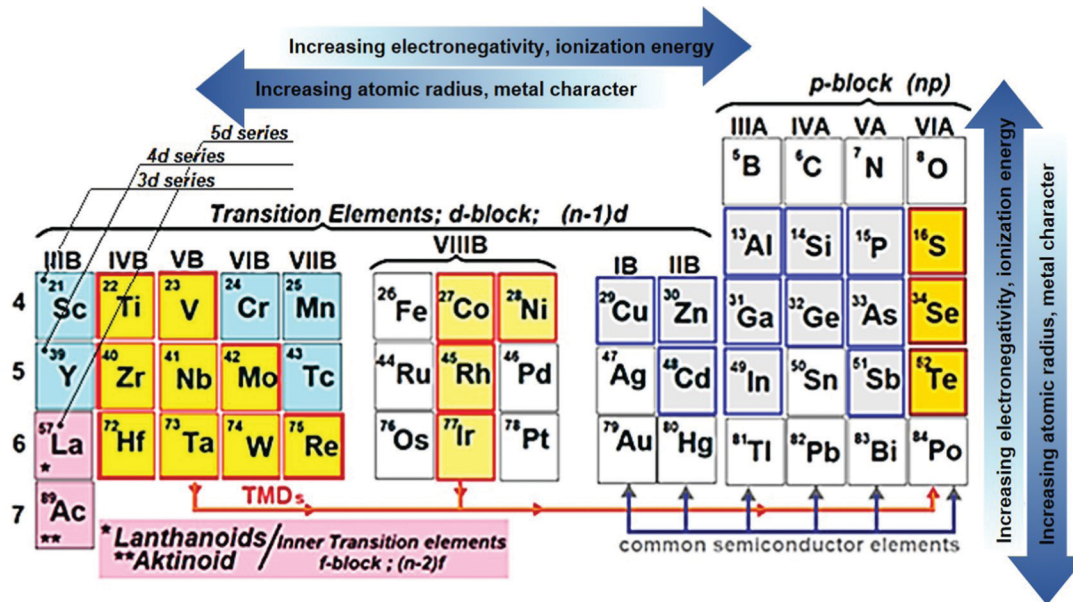 Increasing electronegativity, ionization energy
Increasing atomic radius, metal character
p-block (np)
5d series
4d series
3d series
Transition Elements; d-block; (n-1)d
IIIA IVA VA VIA
5B 6C 7N 8O
VIIIB
IIIB IVB VB VIB VIIB IB IIB
13Al 14Si 15P 16S
4 21Sc 22Ti 23V 24Cr 25Mn 26Fe 27Co 28Ni 29Cu 30Zn 31Ga 32Ge 33As 34Se
5 39Y 40Zr 41Nb 42Mo 43Tc 44Ru 45Rh 46Pd 47Ag 48Cd 49In 50Sn 51Sb 52Te
6 57La * 72Hf 73Ta 74W 75Re 76Os 77Ir 78Pt 79Au 80Hg 81Tl 82Pb 83Bi 84Po
7 89Ac **
TMDs
*Lanthanoids/Inner Transition elements
**Aktinoid f-block ; (n-2)f
common semiconductor elements
Increasing electronegativity, ionization energy
Increasing atomic radius, metal character